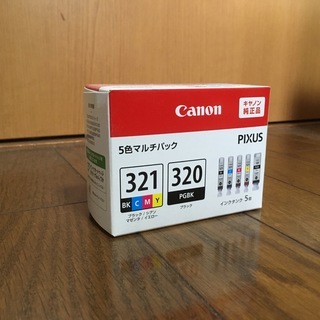 キヤノン
純正品
Canon
PIXUS
5色マルチパック
321
BK C M Y
ブラック/シアン
マゼンタ/イエロー
320
PGBK
ブラック
インクタンク 5本